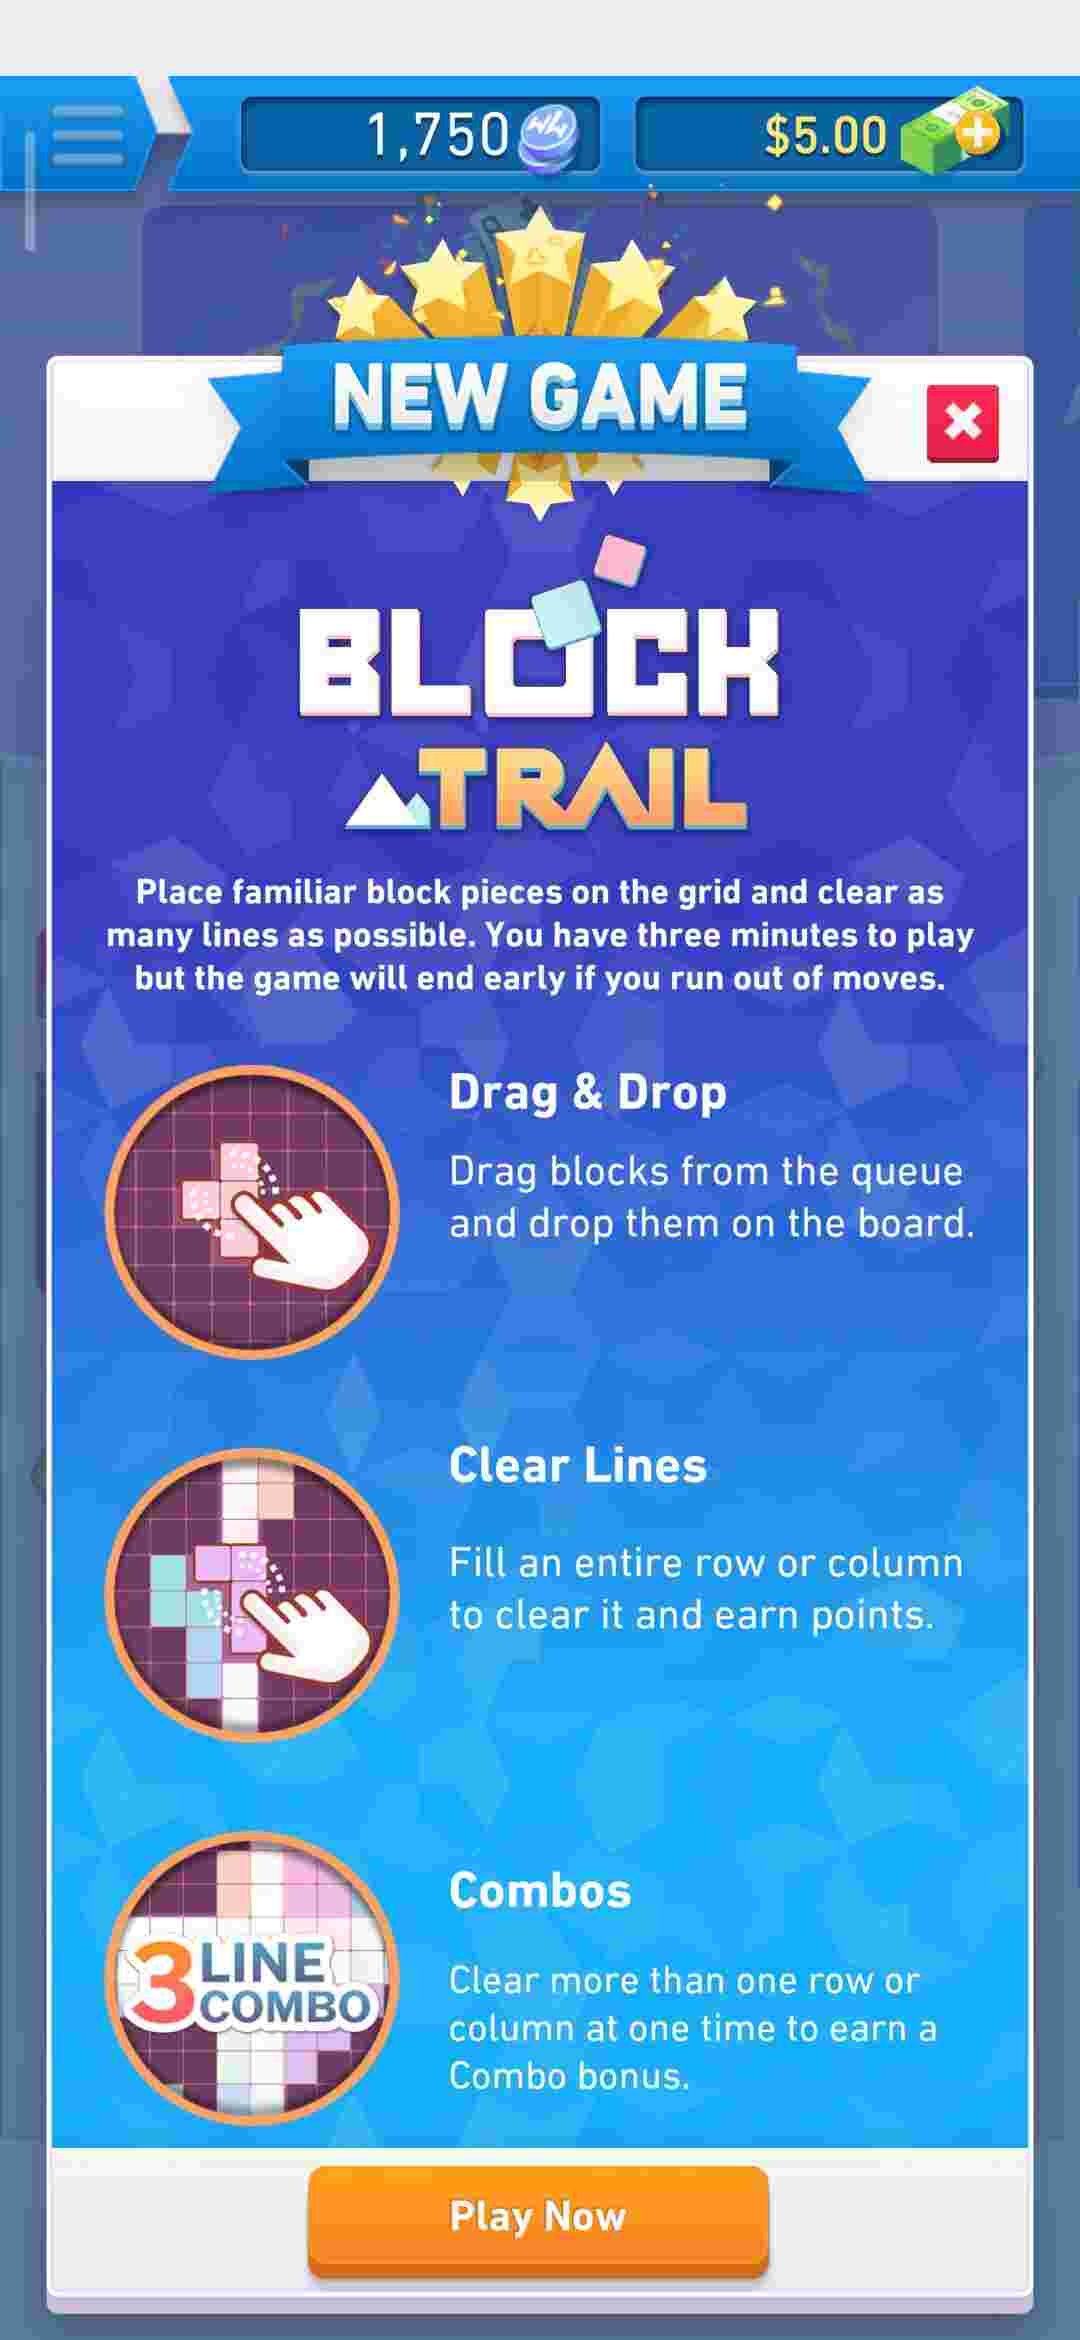 1,750
$5.00
NEW GAME
BLOCK
TRAIL
Place familiar block pieces on the grid and clear as
many lines as possible. You have three minutes to play
but the game will end early if you run out of moves.
Drag & Drop
Drag blocks from the queue
and drop them on the board.
Clear Lines
Fill an entire row or column
to clear it and earn points.
3 LINE
COMBO
Combos
Clear more than one row or
column at one time to earn a
Combo bonus.
Play Now